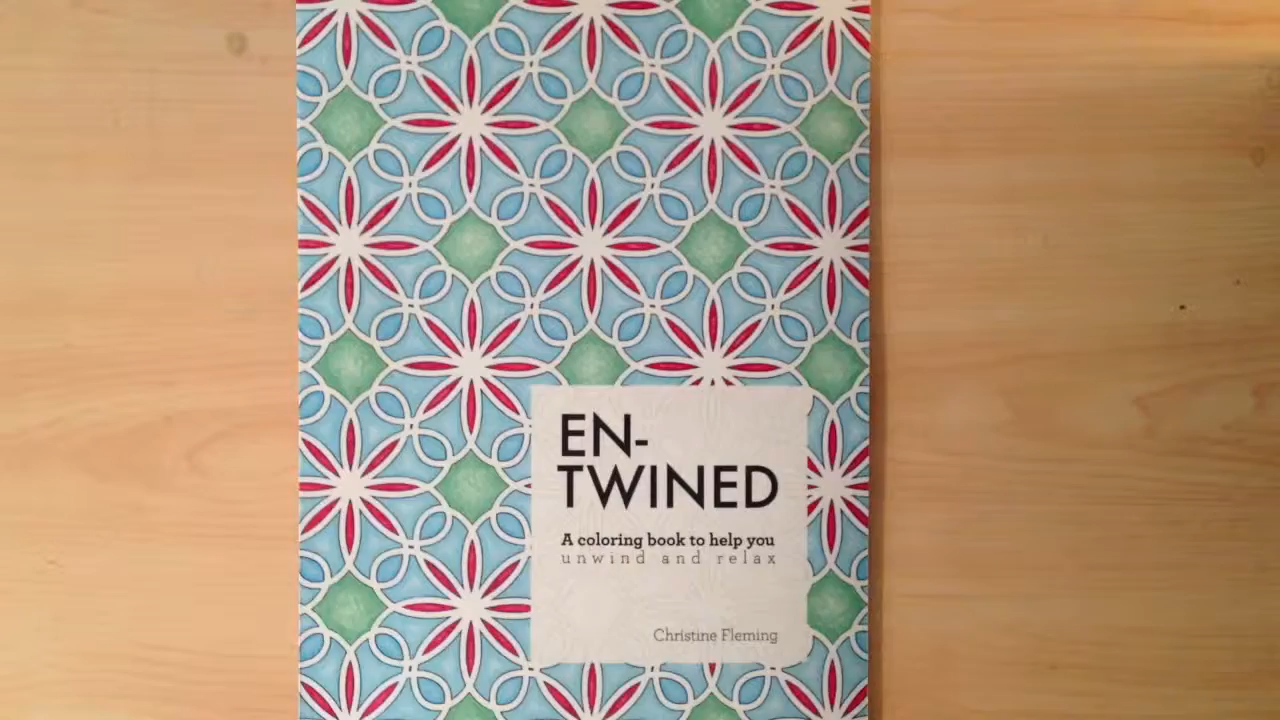 EN-
TWINED
A coloring book to help you
unwind and relax
Christine Fleming